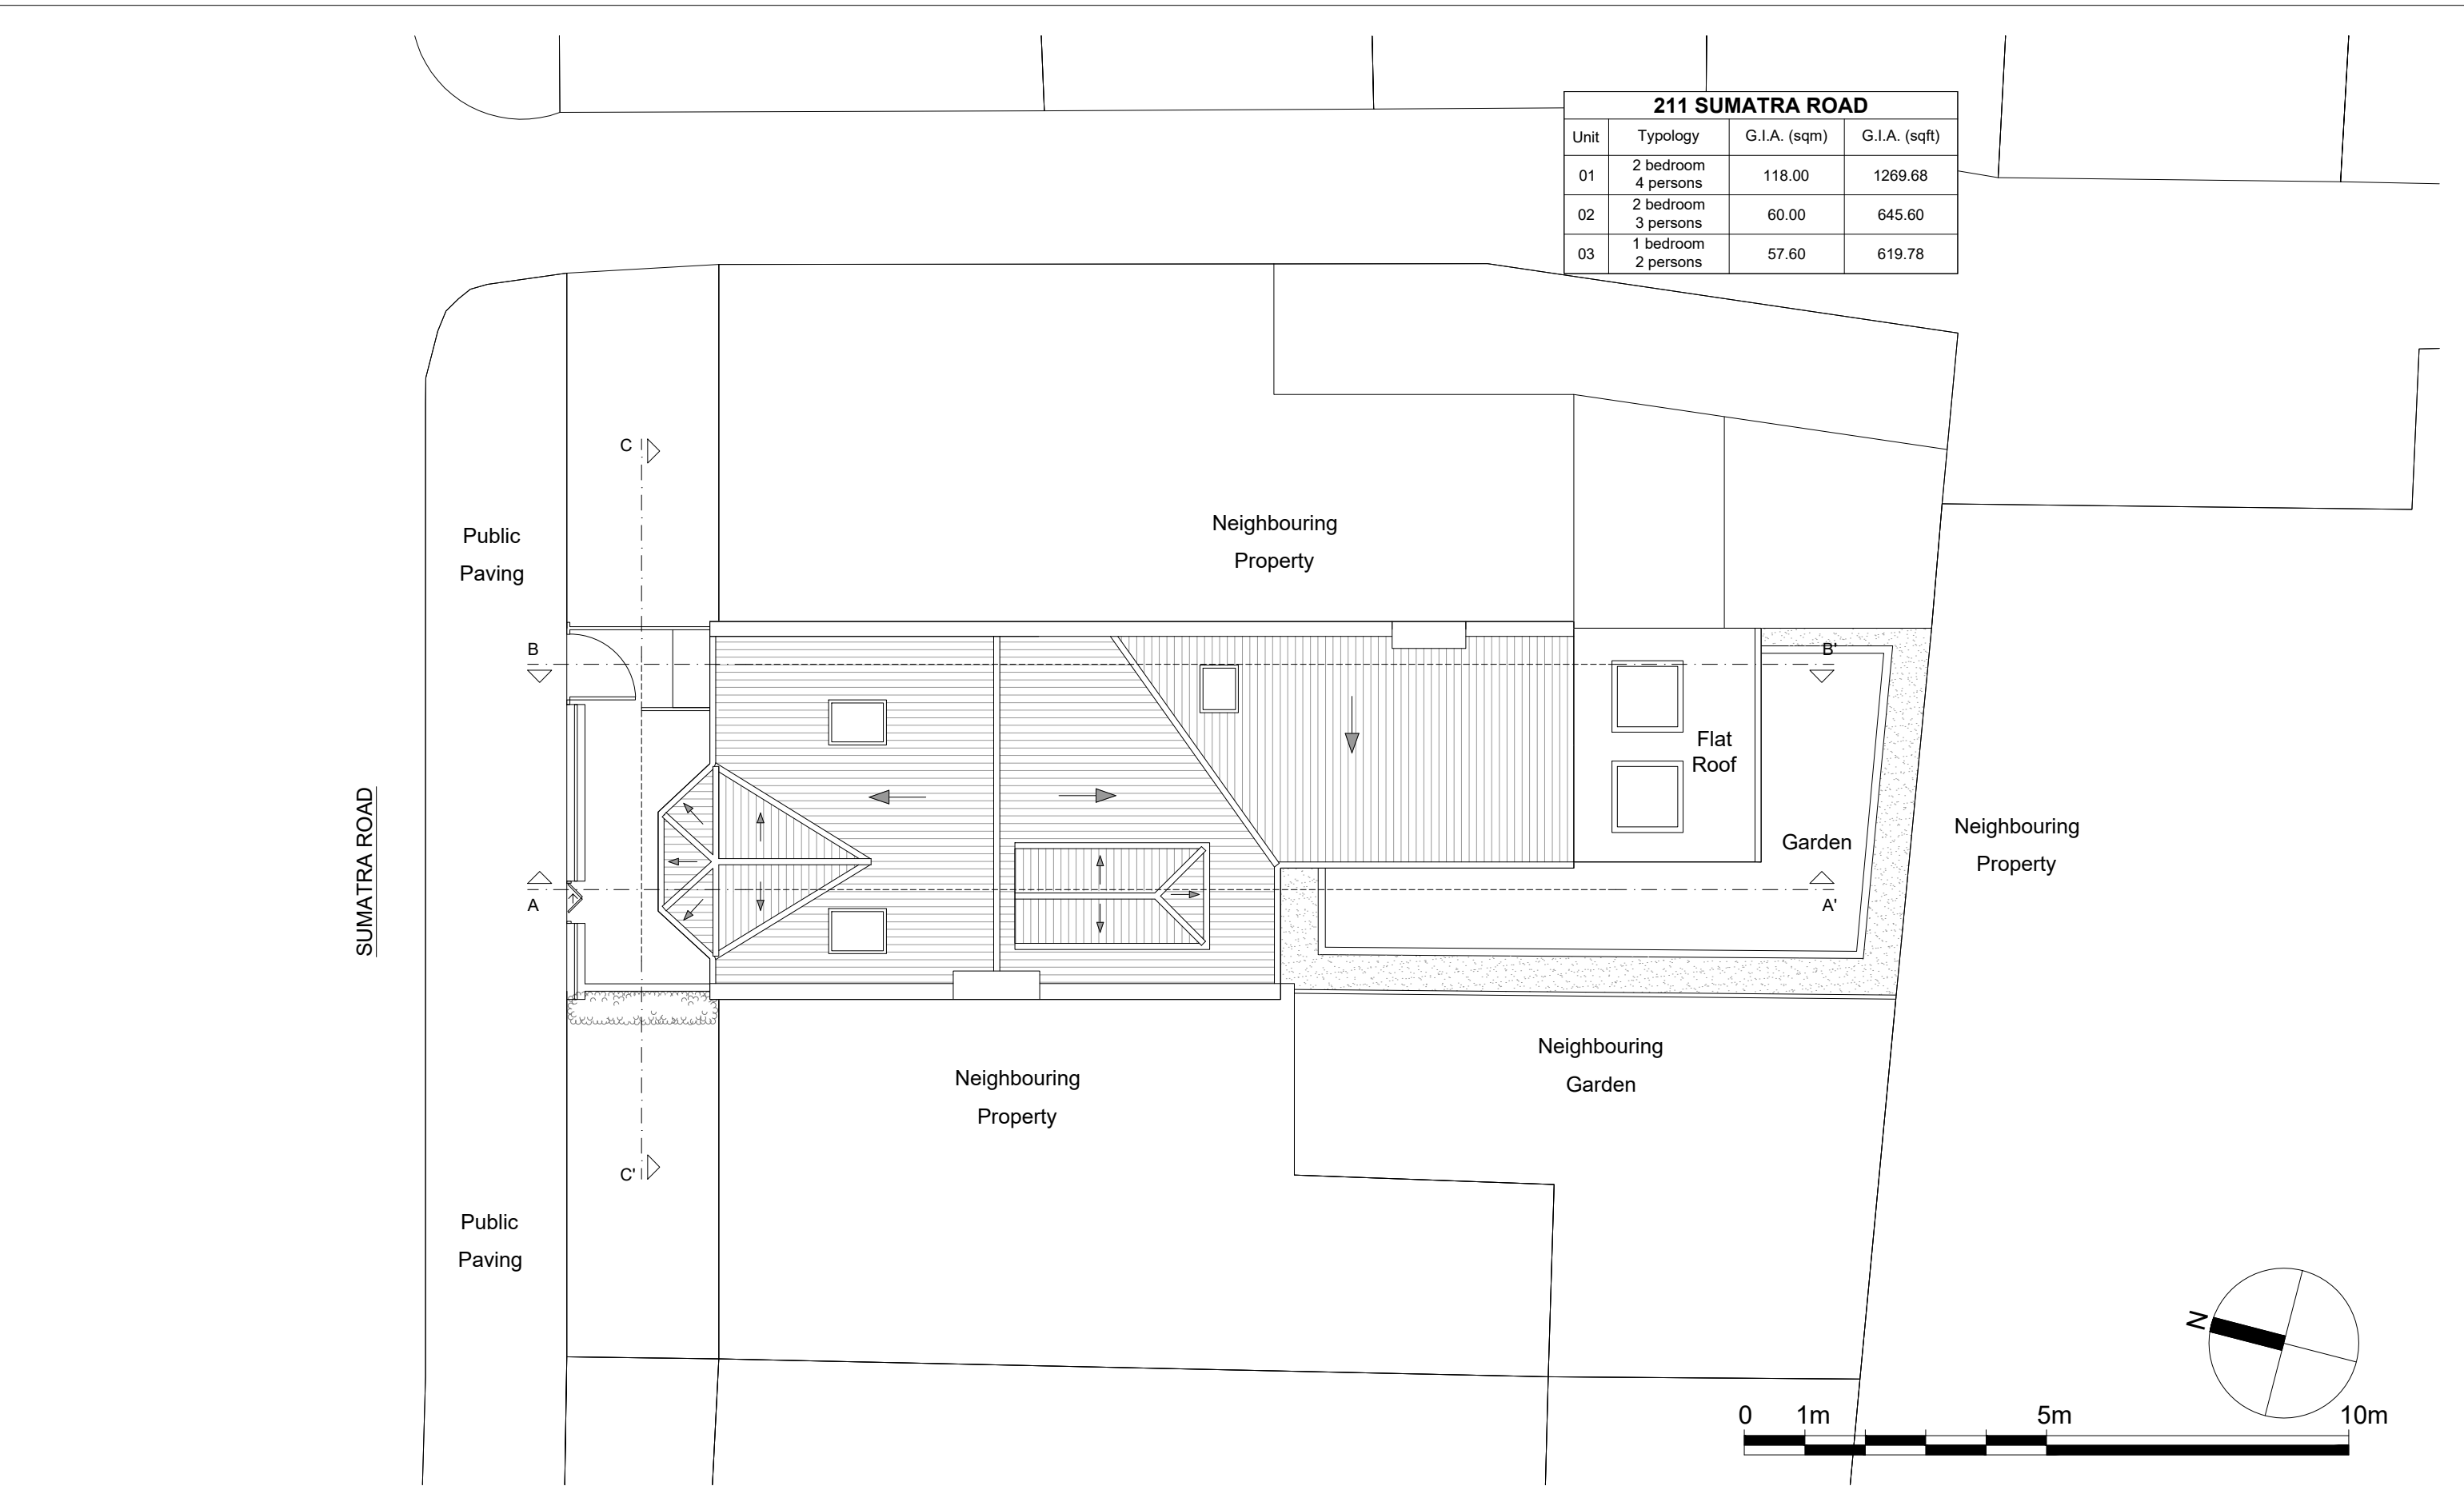 211 SUMATRA ROAD
Unit Typology G.I.A. (sqm) G.I.A. (sqft)
01 2 bedroom 4 persons 118.00 1269.68
02 2 bedroom 3 persons 60.00 645.60
03 1 bedroom 2 persons 57.60 619.78
C
Public
Paving
Neighbouring
Property
B
B'
Flat
Roof
Garden
Neighbouring
Property
SUMATRA ROAD
A
A'
Neighbouring
Garden
Neighbouring
Property
C'
Public
Paving
N
0 1m 5m 10m